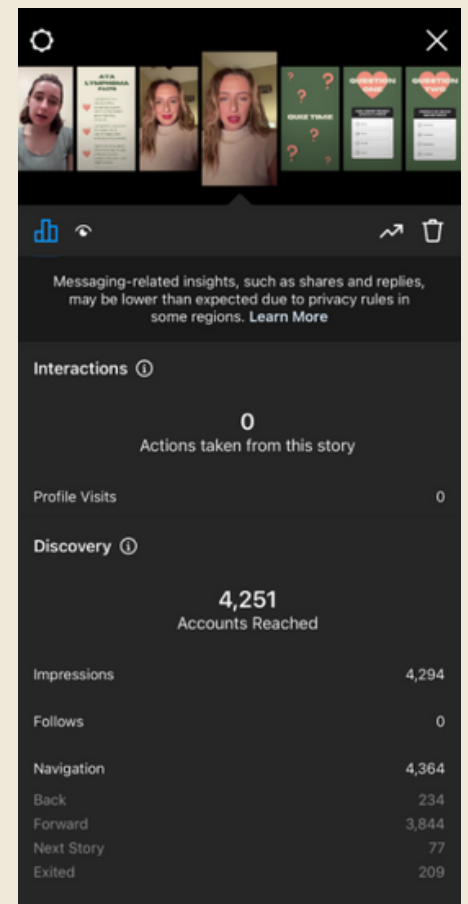 ATA
LYMPHOMA
FACTS
QUIZ TIME
QUESTION
ONE
QUESTION
TWO
Messaging-related insights, such as shares and replies,
may be lower than expected due to privacy rules in
some regions. Learn More
Interactions
0
Actions taken from this story
Profile Visits 0
Discovery
4,251
Accounts Reached
Impressions 4,294
Follows 0
Navigation 4,364
Back 234
Forward 3,844
Next Story 77
Exited 209